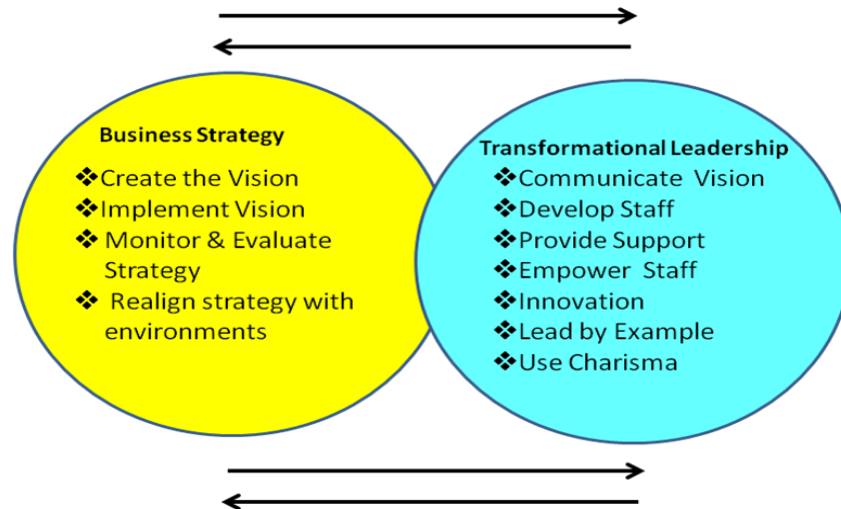 Business Strategy
❖Create the Vision
❖Implement Vision
❖ Monitor & Evaluate
Strategy
❖ Realign strategy with
environments
Transformational Leadership
❖Communicate Vision
❖Develop Staff
❖Provide Support
❖Empower Staff
❖Innovation
❖Lead by Example
❖Use Charisma